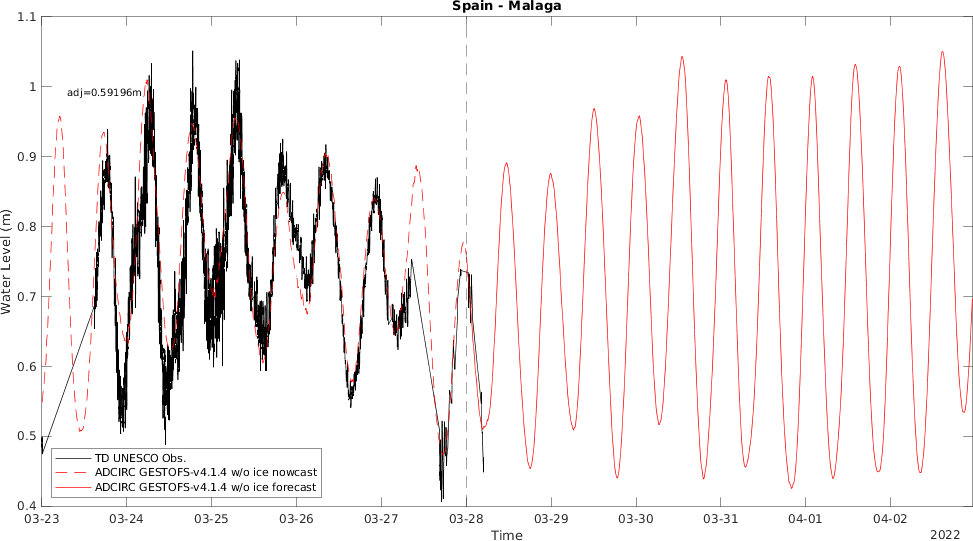 Spain - Malaga
1.1
1
0.9
0.8
0.7
0.6
0.5
0.4
Water Level (m)
adj=0.59196m
TD UNESCO Obs.
ADCIRC GESTOFS-v4.1.4 w/o ice nowcast
ADCIRC GESTOFS-v4.1.4 w/o ice forecast
03-23 03-24 03-25 03-26 03-27 03-28 03-29 03-30 03-31 04-01 04-02
Time
2022